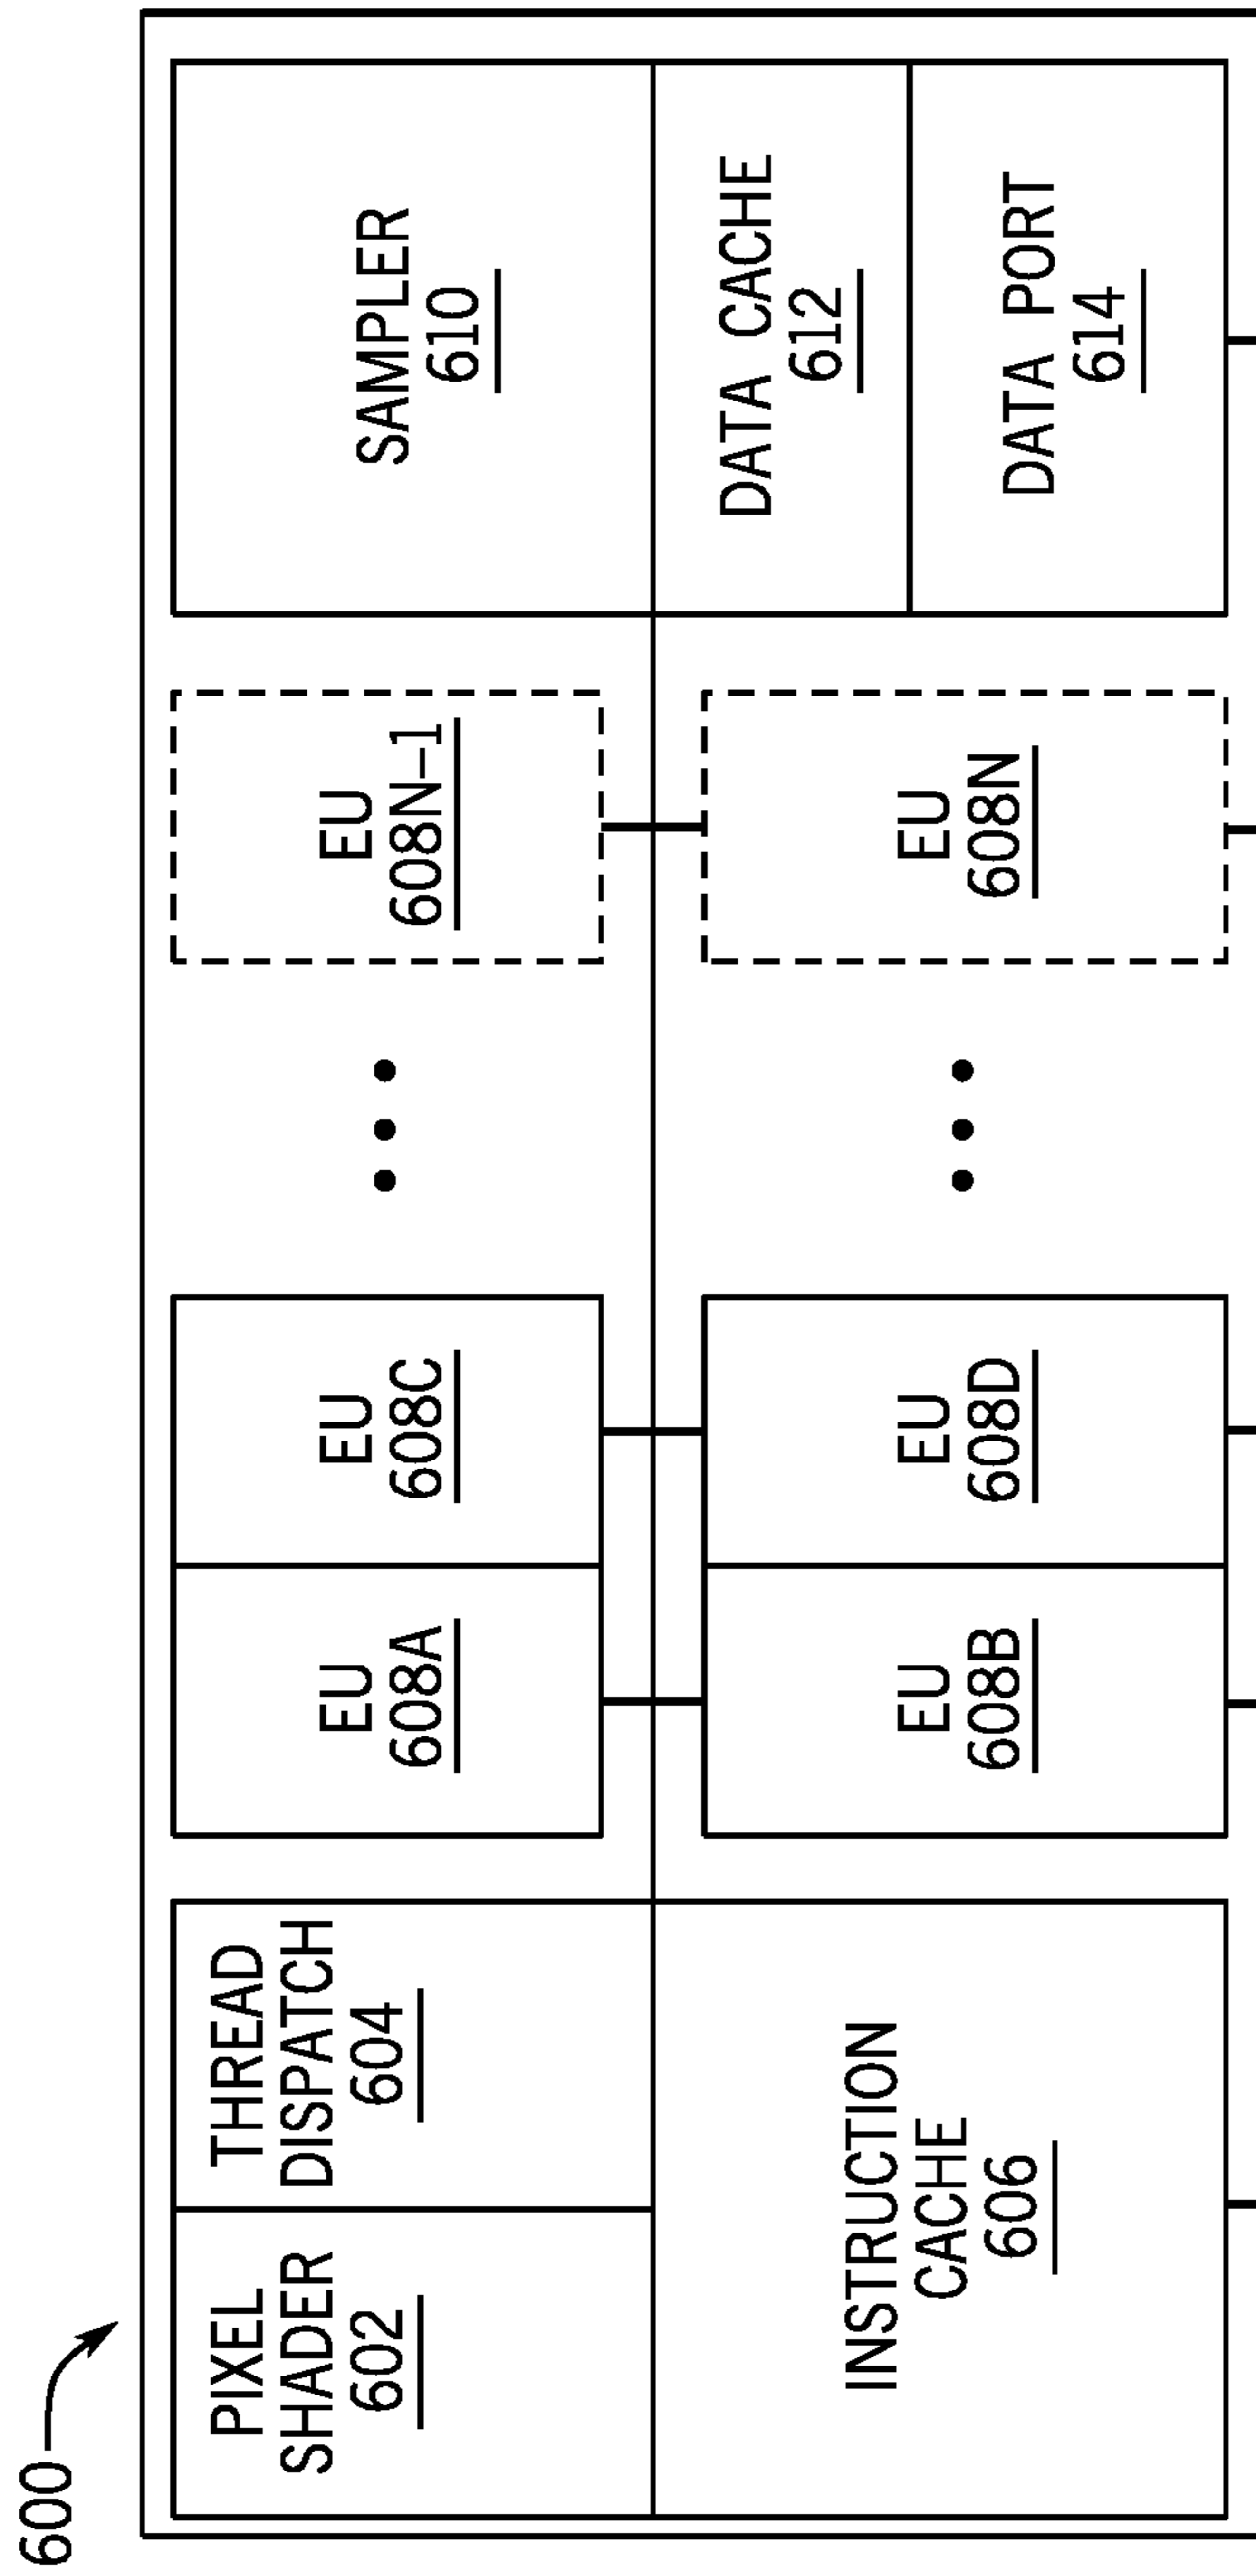 600
PIXEL
SHADER
602
THREAD
DISPATCH
604
INSTRUCTION
CACHE
606
EU
608A
EU
608C
EU
608B
EU
608D
EU
608N–1
EU
608N
SAMPLER
610
DATA CACHE
612
DATA PORT
614